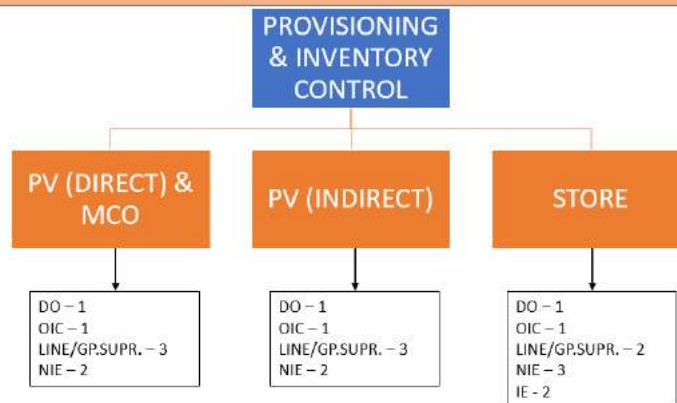 PROVISIONING
& INVENTORY
CONTROL
PV (DIRECT) &
MCO
PV (INDIRECT)
STORE
DO – 1
OIC – 1
LINE/GP.SUPR. – 3
NIE – 2
DO – 1
OIC – 1
LINE/GP.SUPR. – 3
NIE – 2
DO – 1
OIC – 1
LINE/GP.SUPR. – 2
NIE – 3
IE - 2